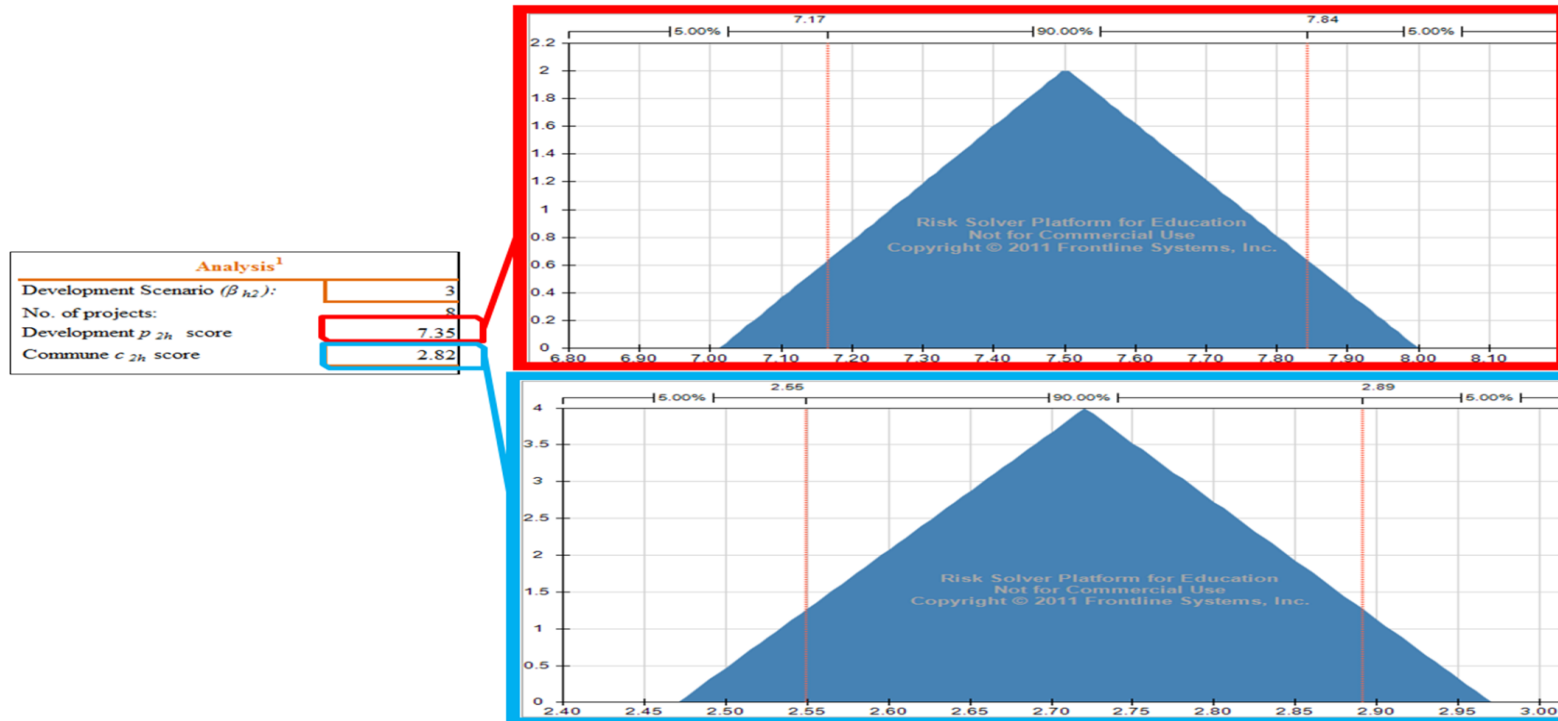 Analysis1
Development Scenario (β h2): 3
No. of projects: 8
Development p 2h score 7.35
Commune c 2h score 2.82
7.17 7.84
5.00% 90.00% 5.00%
2.2
2
1.8
1.6
1.4
1.2
1
0.8
0.6
0.4
0.2
0
Risk Solver Platform for Education
Not for Commercial Use
Copyright © 2011 Frontline Systems, Inc.
6.80 6.90 7.00 7.10 7.20 7.30 7.40 7.50 7.60 7.70 7.80 7.90 8.00 8.10
2.55 2.89
5.00% 90.00% 5.00%
4
3.5
3
2.5
2
1.5
1
0.5
0
Risk Solver Platform for Education
Not for Commercial Use
Copyright © 2011 Frontline Systems, Inc.
2.40 2.45 2.50 2.55 2.60 2.65 2.70 2.75 2.80 2.85 2.90 2.95 3.00